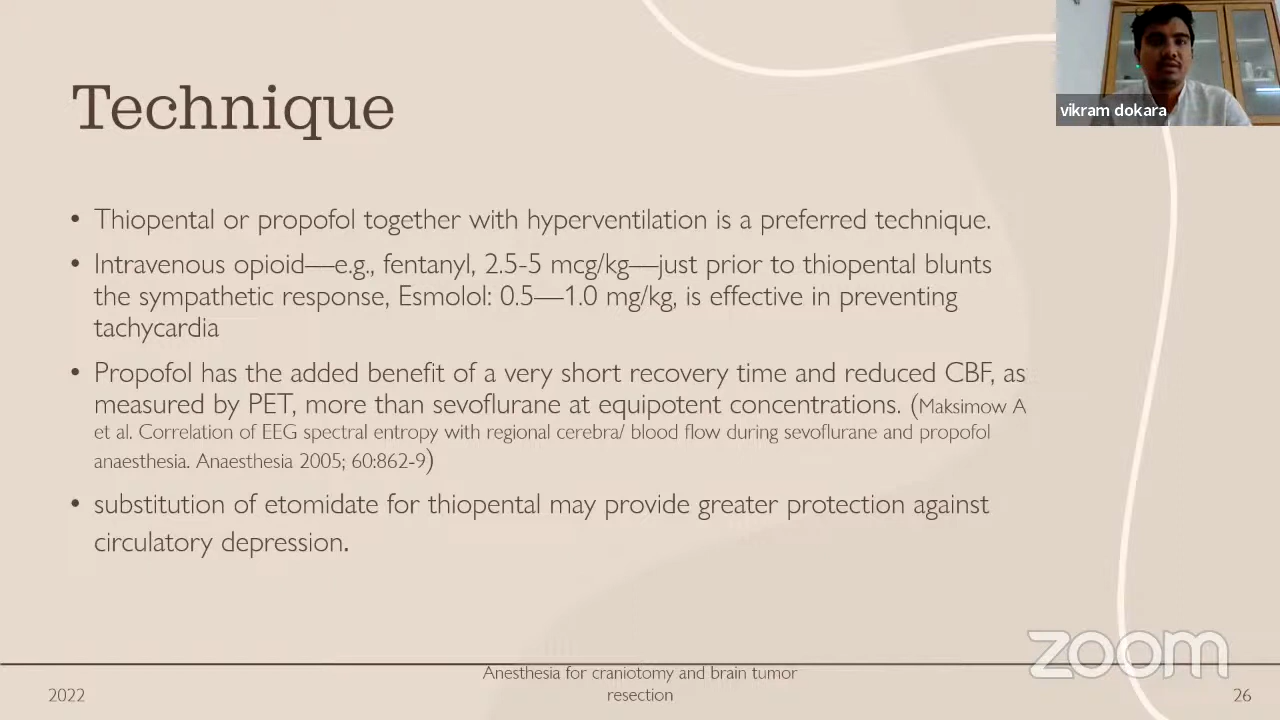 Technique
vikram dokara
• Thiopental or propofol together with hyperventilation is a preferred technique.
• Intravenous opioid—e.g., fentanyl, 2.5-5 mcg/kg—just prior to thiopental blunts
the sympathetic response, Esmolol: 0.5—1.0 mg/kg, is effective in preventing
tachycardia
• Propofol has the added benefit of a very short recovery time and reduced CBF, as
measured by PET, more than sevoflurane at equipotent concentrations. (Maksimow A
et al. Correlation of EEG spectral entropy with regional cerebra/ blood flow during sevoflurane and propofol
anaesthesia. Anaesthesia 2005; 60:862-9)
• substitution of etomidate for thiopental may provide greater protection against
circulatory depression.
zoom
2022
Anesthesia for craniotomy and brain tumor
resection
26